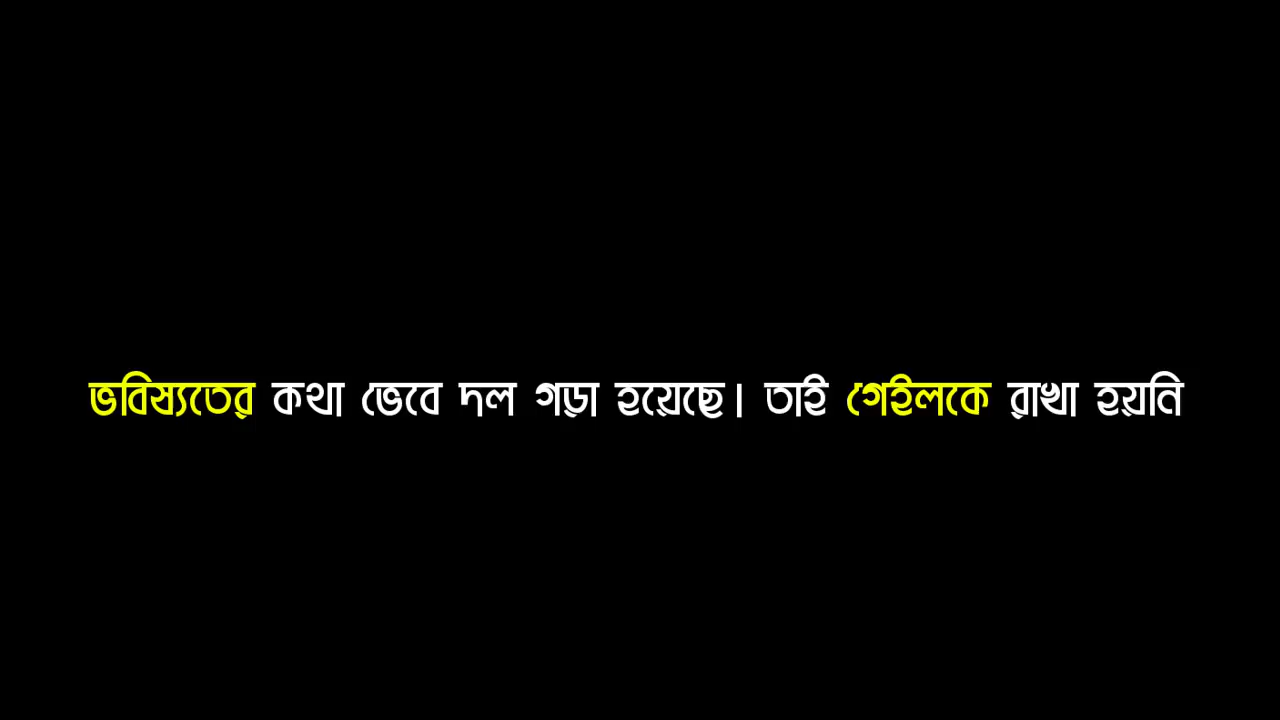 ভবিষ্যতের কথা ভেবে দল গড়া হয়েছে। তাই গেইলকে রাখা হয়নি